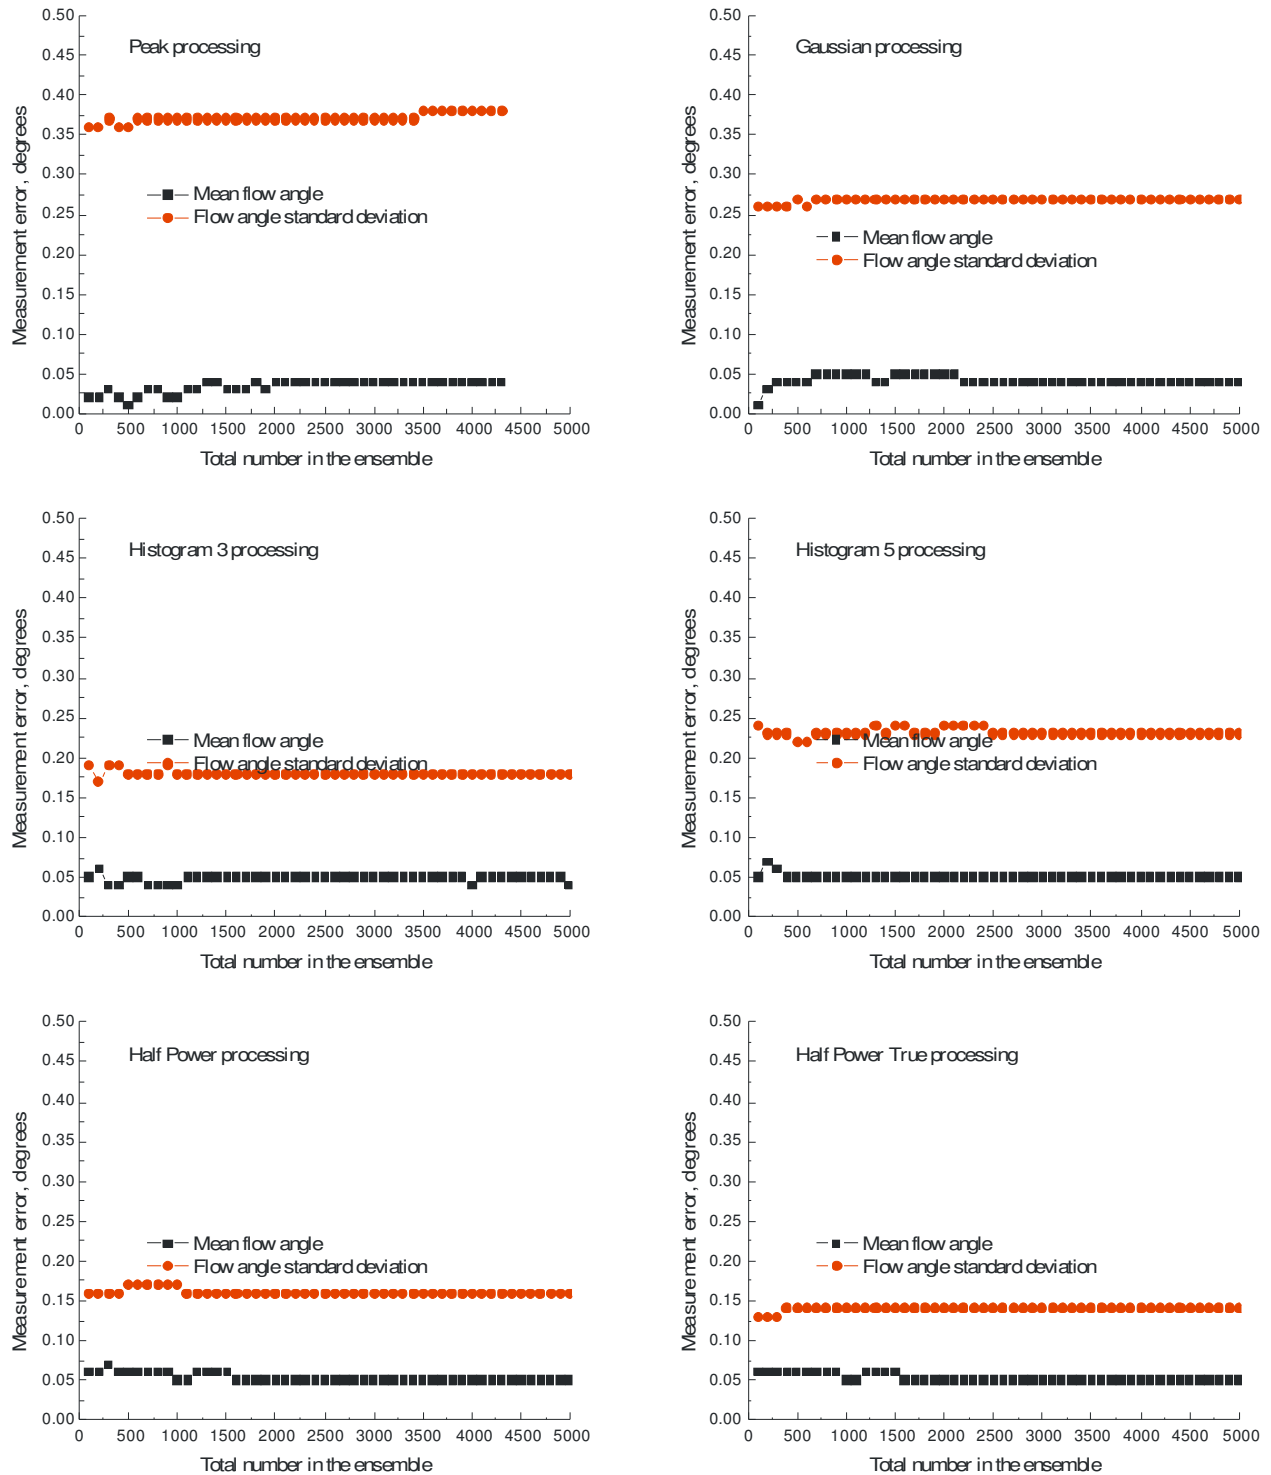 Peak processing
Measurement error, degrees
0.50
0.45
0.40
0.35
0.30
0.25
0.20
0.15
0.10
0.05
0.00
Mean flow angle
Flow angle standard deviation
0 500 1000 1500 2000 2500 3000 3500 4000 4500 5000
Total number in the ensemble
Gaussian processing
Measurement error, degrees
0.50
0.45
0.40
0.35
0.30
0.25
0.20
0.15
0.10
0.05
0.00
Mean flow angle
Flow angle standard deviation
0 500 1000 1500 2000 2500 3000 3500 4000 4500 5000
Total number in the ensemble
Histogram 3 processing
Measurement error, degrees
0.50
0.45
0.40
0.35
0.30
0.25
0.20
0.15
0.10
0.05
0.00
Mean flow angle
Flow angle standard deviation
0 500 1000 1500 2000 2500 3000 3500 4000 4500 5000
Total number in the ensemble
Histogram 5 processing
Measurement error, degrees
0.50
0.45
0.40
0.35
0.30
0.25
0.20
0.15
0.10
0.05
0.00
Mean flow angle
Flow angle standard deviation
0 500 1000 1500 2000 2500 3000 3500 4000 4500 5000
Total number in the ensemble
Half Power processing
Measurement error, degrees
0.50
0.45
0.40
0.35
0.30
0.25
0.20
0.15
0.10
0.05
0.00
Mean flow angle
Flow angle standard deviation
0 500 1000 1500 2000 2500 3000 3500 4000 4500 5000
Total number in the ensemble
Half Power True processing
Measurement error, degrees
0.50
0.45
0.40
0.35
0.30
0.25
0.20
0.15
0.10
0.05
0.00
Mean flow angle
Flow angle standard deviation
0 500 1000 1500 2000 2500 3000 3500 4000 4500 5000
Total number in the ensemble